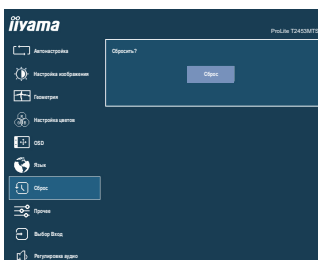 iiyama
ProLite T2453MTS
Автонастройка
Сбросить?
Сброс
Настройка изображения
Геометрия
Настройка цветов
OSD
Язык
Сброс
Прочее
Выбор Вход
Регулировка аудио